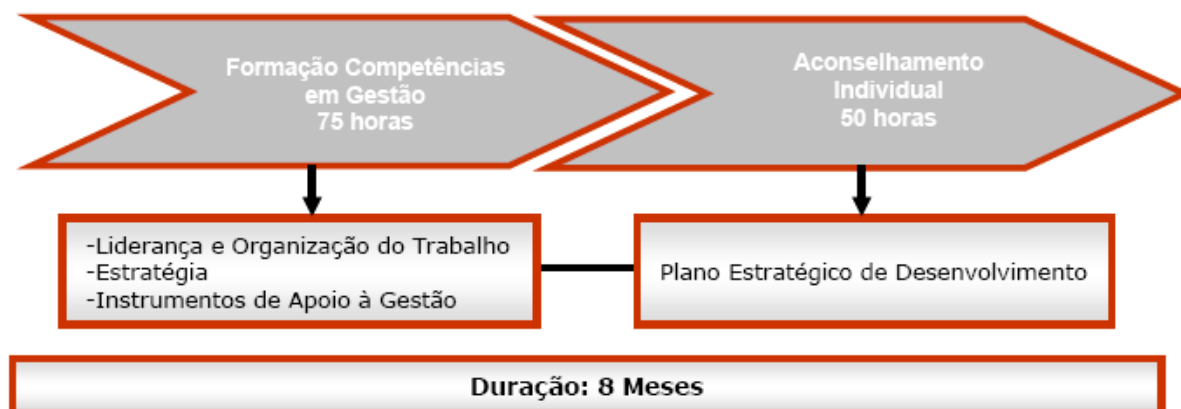 Formação Competências
em Gestão
75 horas
Aconselhamento
Individual
50 horas
-Liderança e Organização do Trabalho
-Estratégia
-Instrumentos de Apoio à Gestão
Plano Estratégico de Desenvolvimento
Duração: 8 Meses